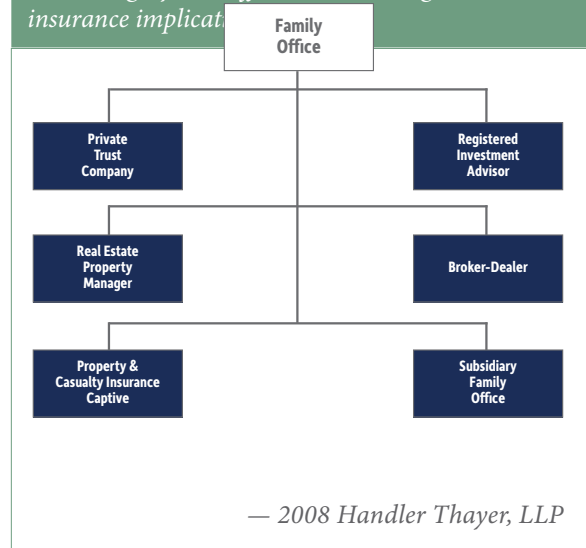 insurance
Family
Office
Private
Trust
Company
Registered
Investment
Advisor
Real Estate
Property
Manager
Broker-Dealer
Property &
Casualty Insurance
Captive
Subsidiary
Family
Office
— 2008 Handler Thayer, LLP